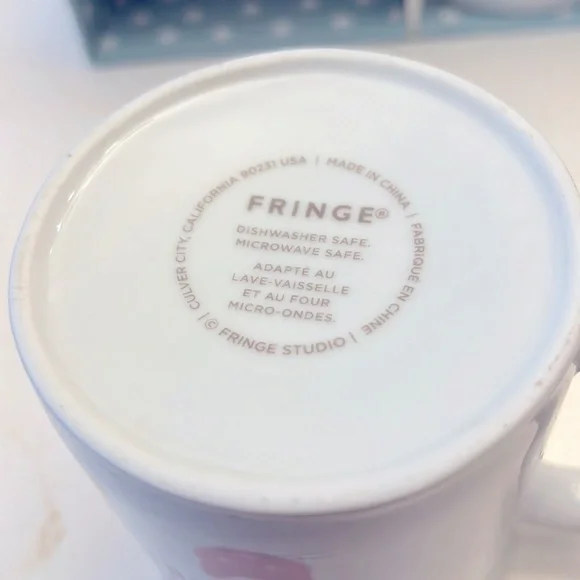 FRINGE®
DISHWASHER SAFE.
MICROWAVE SAFE.
ADAPTÉ AU
LAVE-VAISSELLE
ET AU FOUR
MICRO-ONDES.
© FRINGE STUDIO | CULVER CITY, CALIFORNIA 90231 USA | MADE IN CHINA | FABRIQUE EN CHINE |